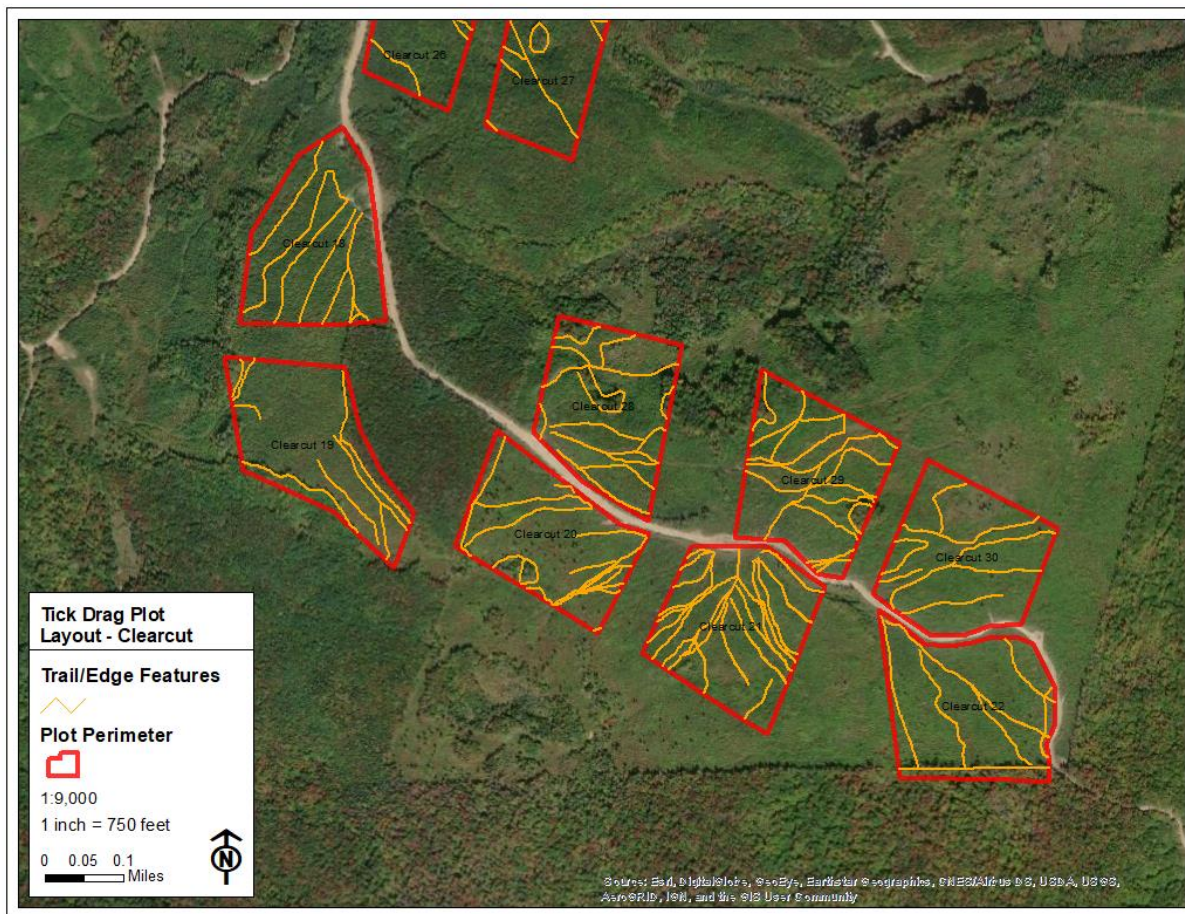 Clearcut 26
Clearcut 27
Clearcut 18
Clearcut 19
Clearcut 28
Clearcut 29
Clearcut 20
Clearcut 30
Clearcut 21
Clearcut 22
Tick Drag Plot
Layout - Clearcut
Trail/Edge Features
Plot Perimeter
1:9,000
1 inch = 750 feet
0 0.05 0.1
Miles
N
Source: Esri, DigitalGlobe, GeoEye, Earthstar Geographics, CNES/Airbus DS, USDA, USGS,
AeroGRID, IGN, and the GIS User Community